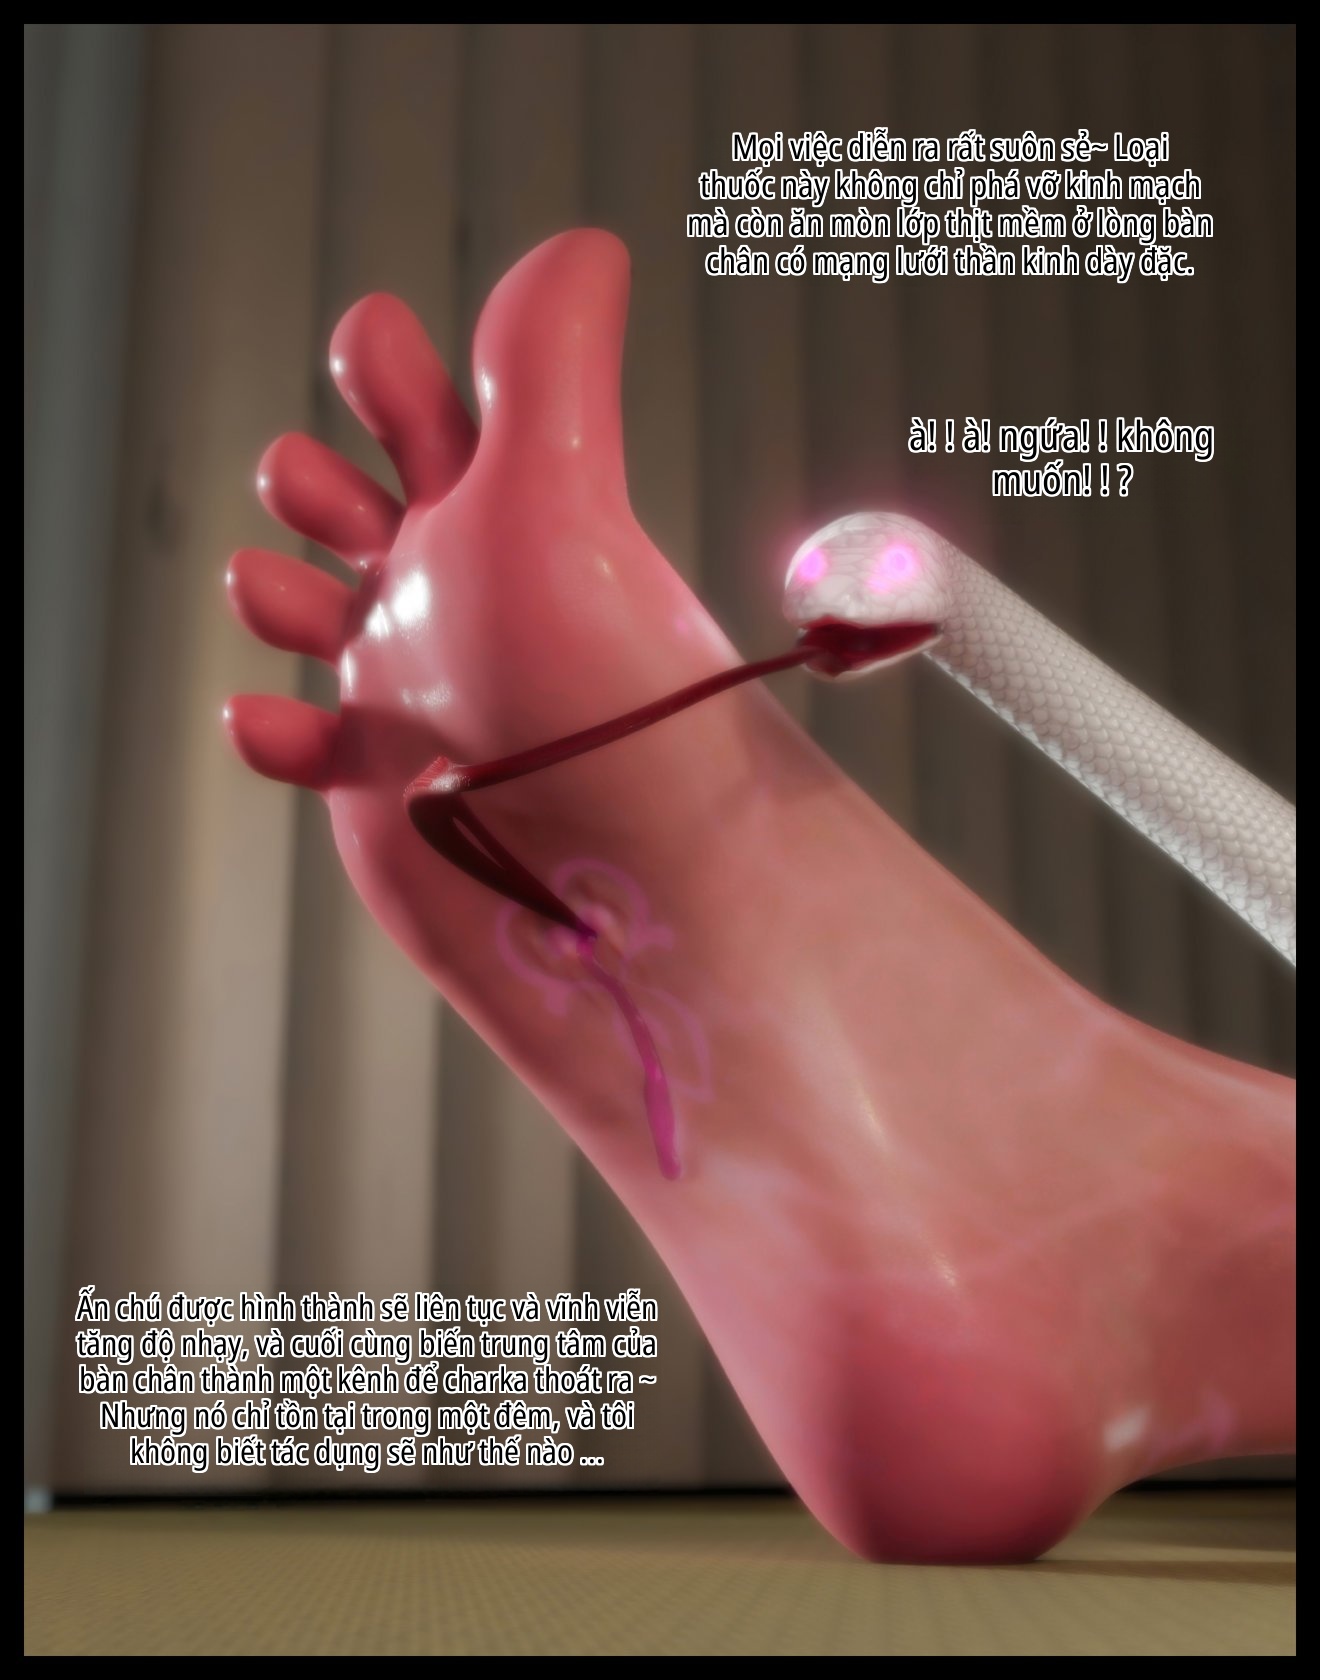 Mọi việc diễn ra rất suôn sẻ~ Loại
thuốc này không chỉ phá vỡ kinh mạch
mà còn ăn mòn lớp thịt mềm ở lòng bàn
chân có mạng lưới thần kinh dày đặc.
à! ! à! ngứa! ! không
muốn! ! ?
Ấn chú được hình thành sẽ liên tục và vĩnh viễn
tăng độ nhạy, và cuối cùng biến trung tâm của
bàn chân thành một kênh để charka thoát ra ~
Nhưng nó chỉ tồn tại trong một đêm, và tôi
không biết tác dụng sẽ như thế nào ...